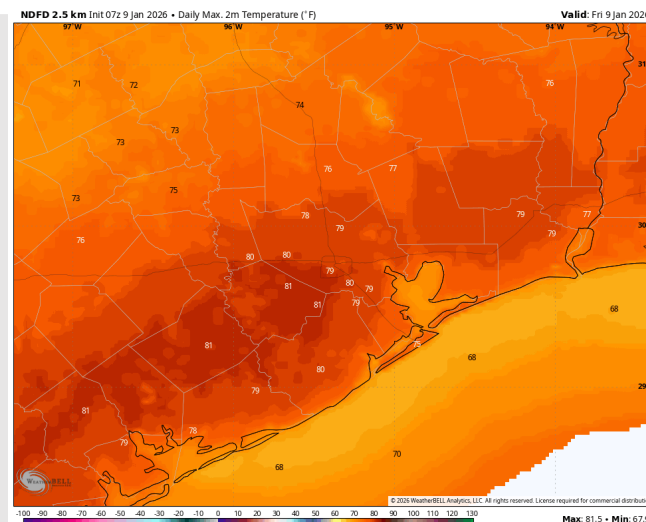 NDFD 2.5 km Init 07z 9 Jan 2026 • Daily Max. 2m Temperature (°F)
Valid: Fri 9 Jan 2026
97°W 96°W 95°W 94°W
31
71 72 74 76
73 73
76 77
73 75
78 79 77
79 79
30
76
80 80
79 80 79
81
81 79
68
81 75
68
80
79
29
81
78
79
70
68
WeatherBELL
© 2026 WeatherBELL Analytics, LLC. All rights reserved. License required for commercial distributi
-100 -90 -80 -70 -60 -50 -40 -30 -20 -10 0 10 20 30 40 50 60 70 80 90 100 110 120 130
Max: 81.5 • Min: 67.